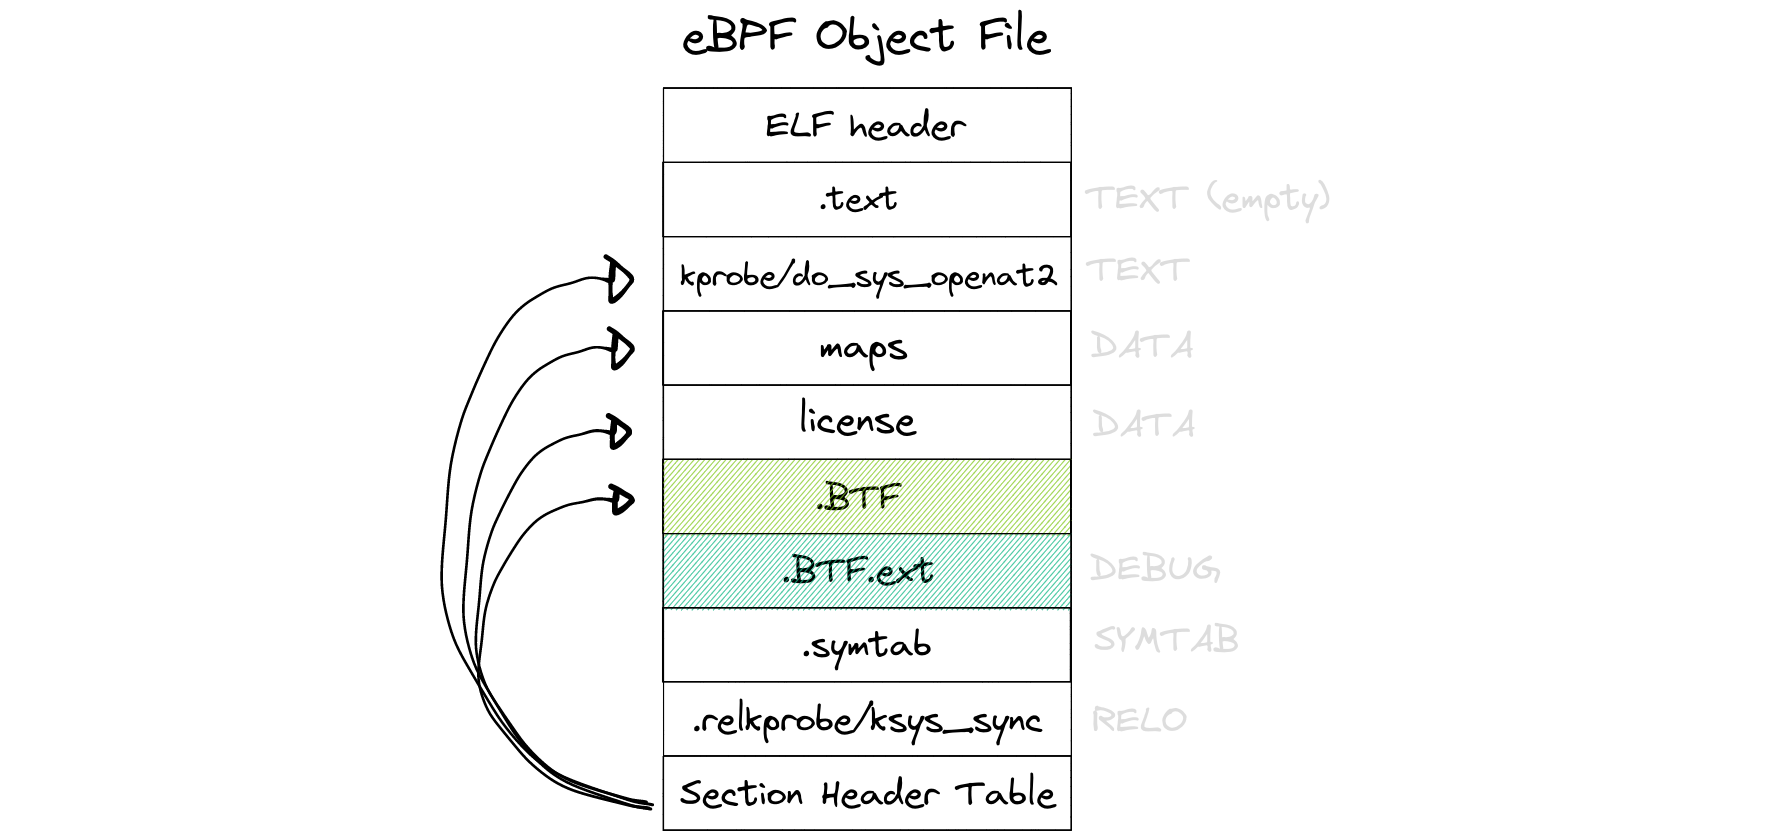 eBPF Object File
ELF header
.text
TEXT (empty)
kprobe/do_sys_openat2
TEXT
maps
DATA
license
DATA
.BTF
.BTF.ext
DEBUG
.symtab
SYMTAB
.relkprobe/ksys_sync
RELO
Section Header Table